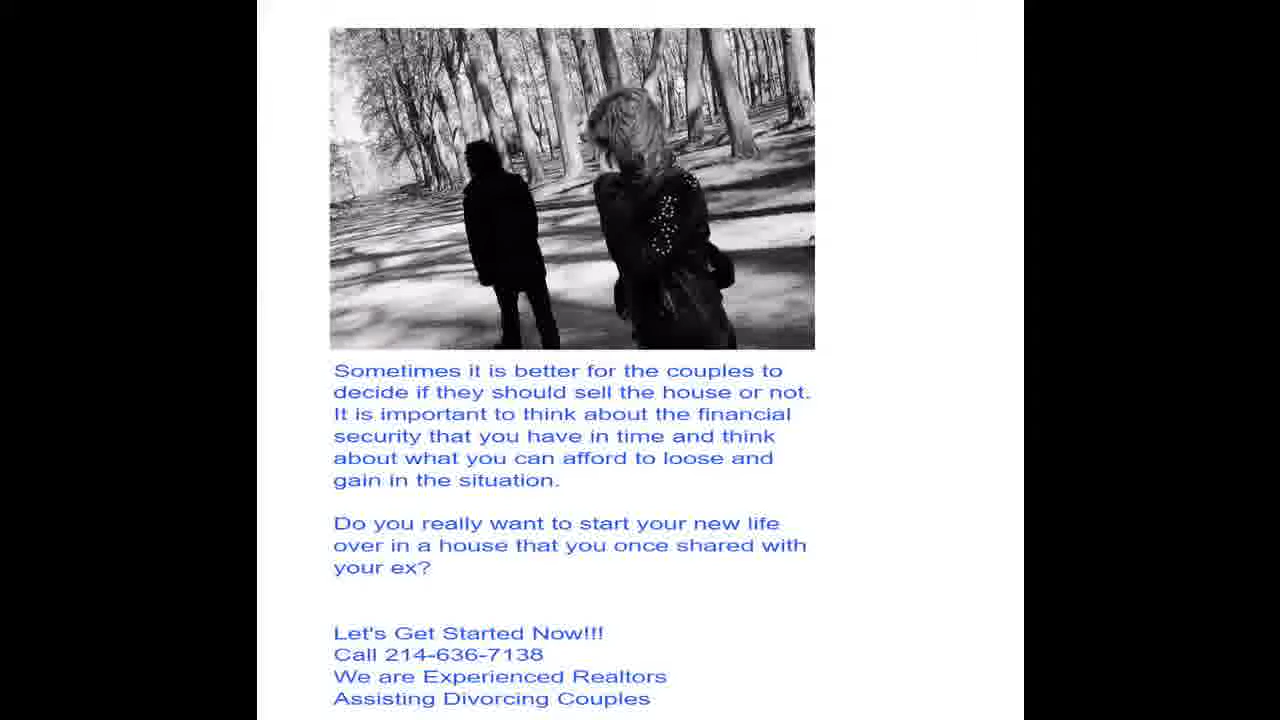 Sometimes it is better for the couples to
decide if they should sell the house or not.
It is important to think about the financial
security that you have in time and think
about what you can afford to loose and
gain in the situation.
Do you really want to start your new life
over in a house that you once shared with
your ex?
Let's Get Started Now!!!
Call 214-636-7138
We are Experienced Realtors
Assisting Divorcing Couples